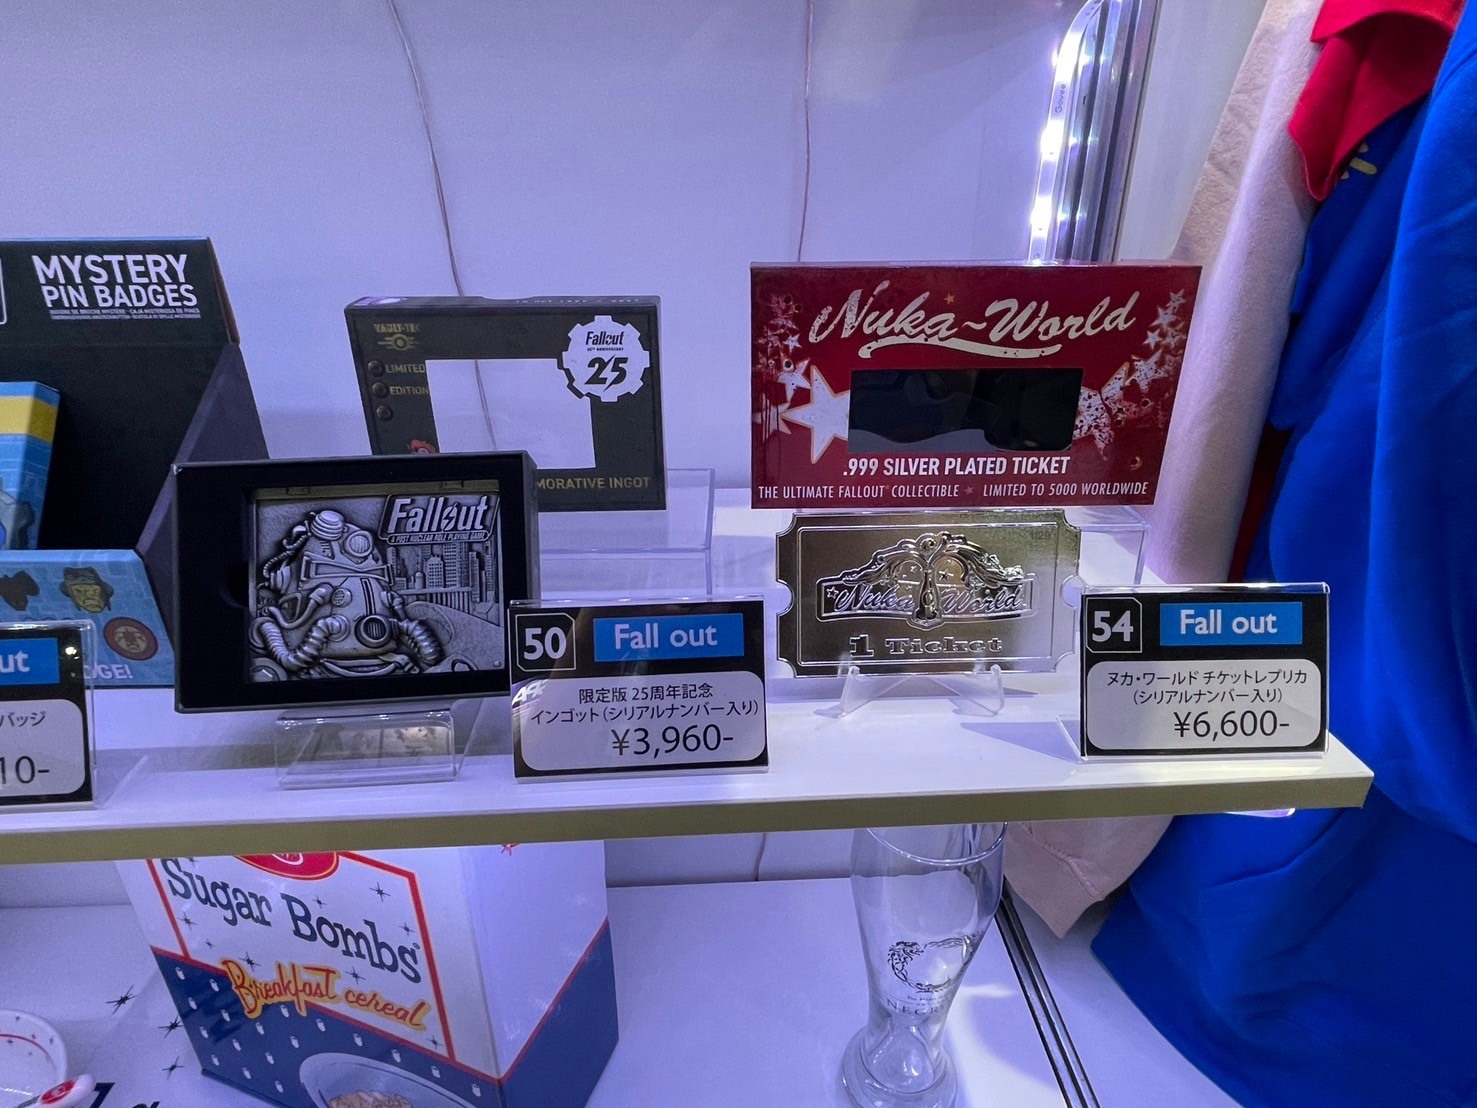 MYSTERY
PIN BADGES
VAULT-TEC
LIMITED
EDITION
Fallout
25
MORATIVE INGOT
Fallout
A POST NUCLEAR ROLE PLAYING GAME
Nuka~World
.999 SILVER PLATED TICKET
THE ULTIMATE FALLOUT COLLECTIBLE ★ LIMITED TO 5000 WORLDWIDE
Nuka World
1 Ticket
50
Fall out
限定版 25周年記念
インゴット(シリアルナンバー入り)
¥3,960-
54
Fall out
ヌカ・ワールド チケットレプリカ
(シリアルナンバー入り)
¥6,600-
ut
バッジ
10-
DGE!
Sugar Bombs
Breakfast cereal
Govee